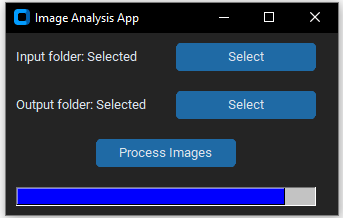 Image Analysis App
Input folder: Selected Select
Output folder: Selected Select
Process Images